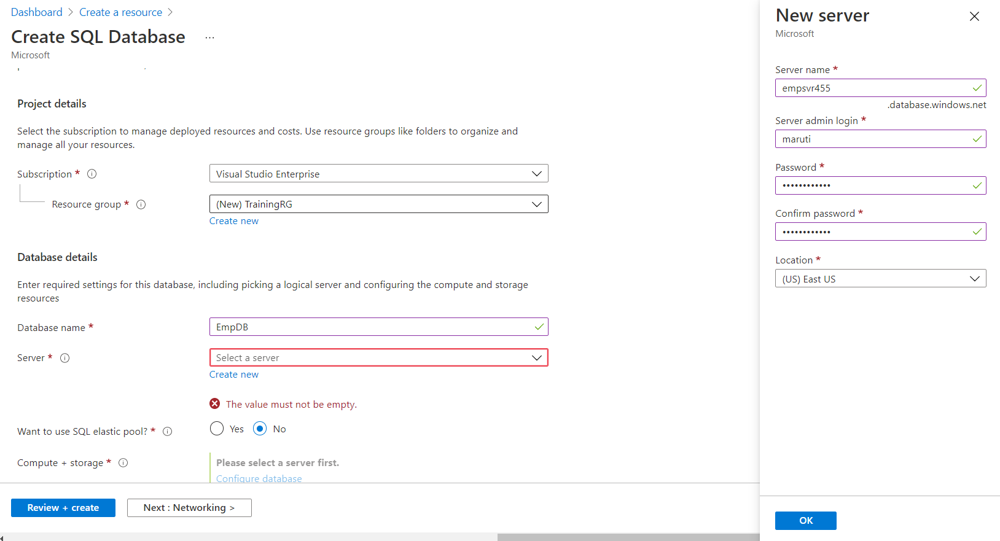 Dashboard > Create a resource >
Create SQL Database ...
Microsoft
Project details
Select the subscription to manage deployed resources and costs. Use resource groups like folders to organize and
manage all your resources.
Subscription *
Visual Studio Enterprise
Resource group *
(New) TrainingRG
Create new
Database details
Enter required settings for this database, including picking a logical server and configuring the compute and storage
resources
Database name *
EmpDB
Server *
Select a server
Create new
The value must not be empty.
Want to use SQL elastic pool? *
Yes No
Compute + storage *
Please select a server first.
Configure database
Review + create
Next : Networking >
New server
Microsoft
Server name *
empsvr455
.database.windows.net
Server admin login *
maruti
Password *
••••••••••••
Confirm password *
••••••••••••
Location *
(US) East US
OK